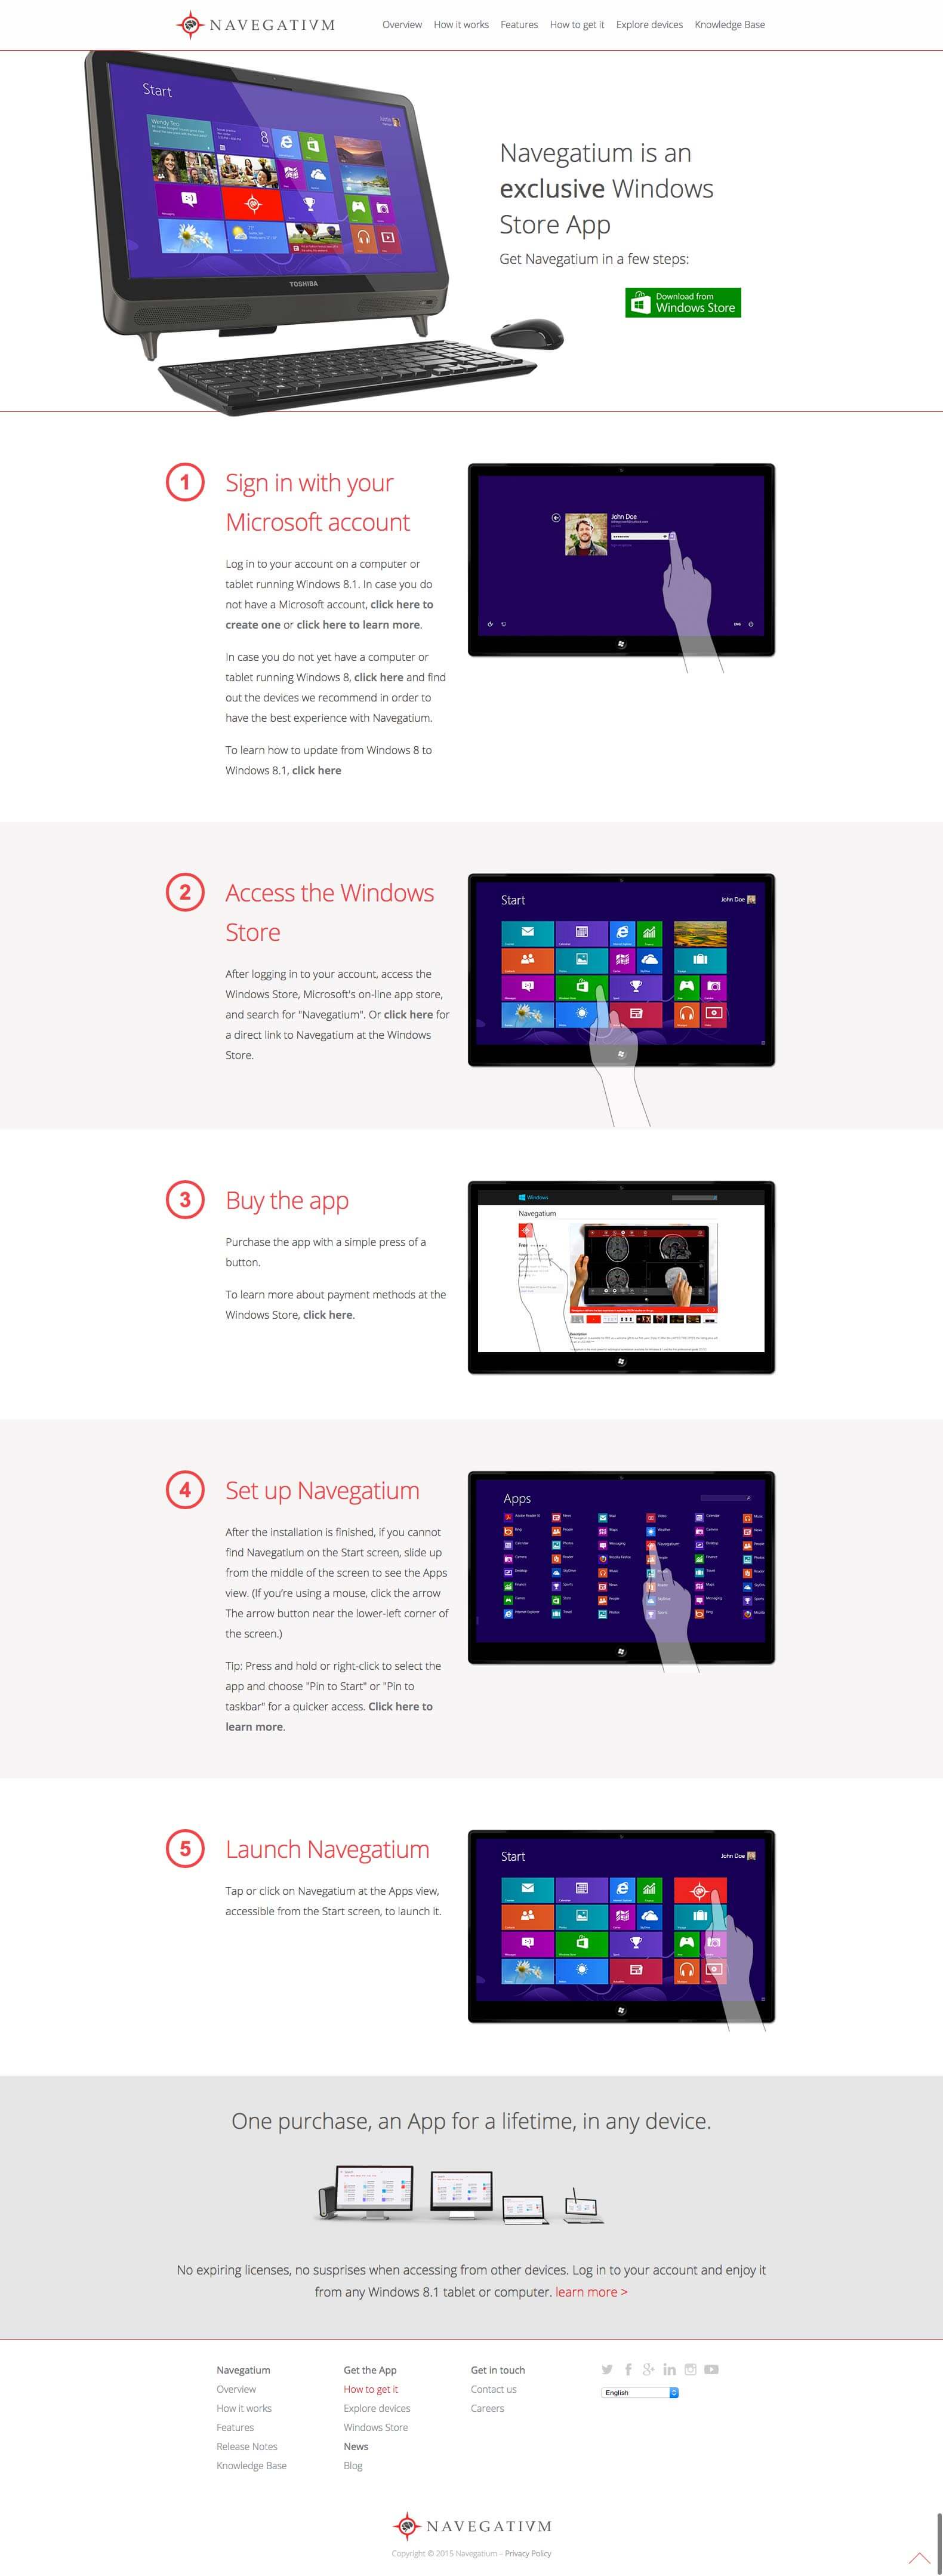 NAVEGATIVM
Overview How it works Features How to get it Explore devices Knowledge Base
Start
TOSHIBA
Navegatium is an
exclusive Windows
Store App
Get Navegatium in a few steps:
Download from
Windows Store
1
Sign in with your
Microsoft account
Log in to your account on a computer or
tablet running Windows 8.1. In case you do
not have a Microsoft account, click here to
create one or click here to learn more.
In case you do not yet have a computer or
tablet running Windows 8, click here and find
out the devices we recommend in order to
have the best experience with Navegatium.
To learn how to update from Windows 8 to
Windows 8.1, click here
John Doe
2
Access the Windows
Store
After logging in to your account, access the
Windows Store, Microsoft's on-line app store,
and search for "Navegatium". Or click here for
a direct link to Navegatium at the Windows
Store.
Start
John Doe
3
Buy the app
Purchase the app with a simple press of a
button.
To learn more about payment methods at the
Windows Store, click here.
Windows
Navegatium
4
Set up Navegatium
After the installation is finished, if you cannot
find Navegatium on the Start screen, slide up
from the middle of the screen to see the Apps
view. (If you're using a mouse, click the arrow
The arrow button near the lower-left corner of
the screen.)
Tip: Press and hold or right-click to select the
app and choose "Pin to Start" or "Pin to
taskbar" for a quicker access. Click here to
learn more.
Apps
5
Launch Navegatium
Tap or click on Navegatium at the Apps view,
accessible from the Start screen, to launch it.
Start
John Doe
One purchase, an App for a lifetime, in any device.
No expiring licenses, no susprises when accessing from other devices. Log in to your account and enjoy it
from any Windows 8.1 tablet or computer. learn more >
Navegatium
Overview
How it works
Features
Release Notes
Knowledge Base
Get the App
How to get it
Explore devices
Windows Store
News
Blog
Get in touch
Contact us
Careers
English
NAVEGATIVM
Copyright © 2015 Navegatium – Privacy Policy